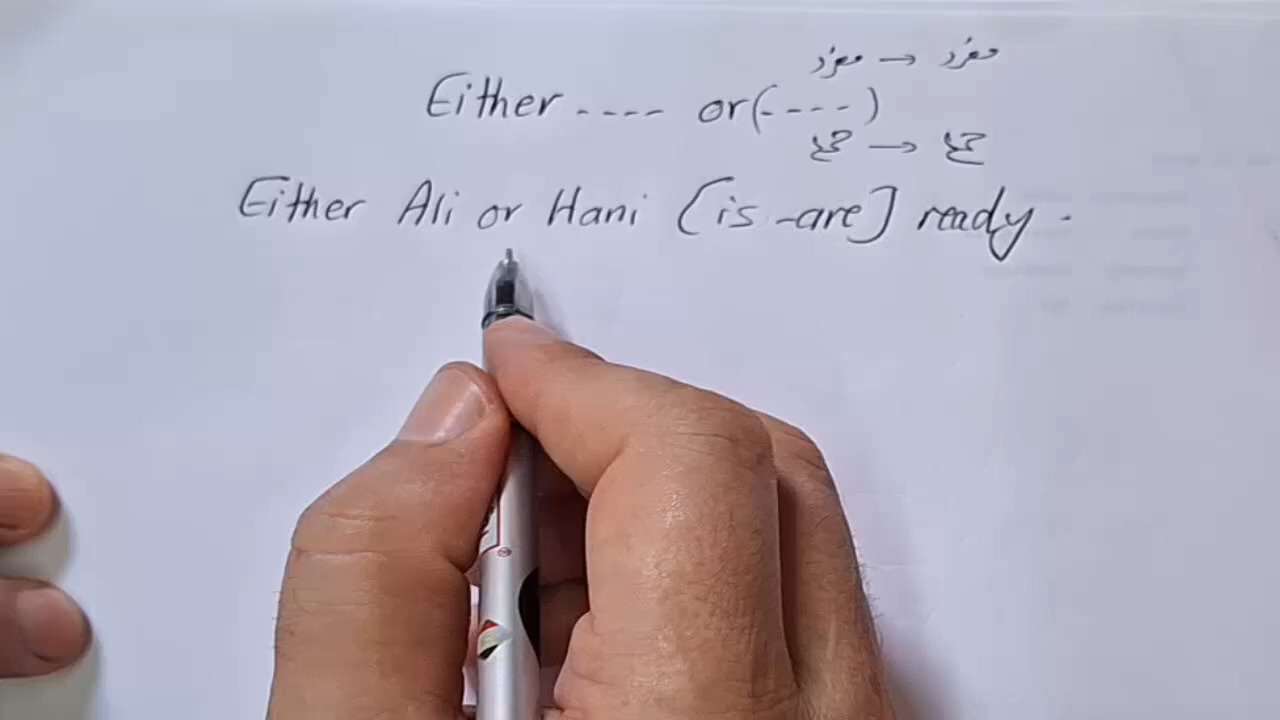 مفرد → مفرد
Either .... or (....)
جمع → جمع
Either Ali or Hani (is - are] ready.